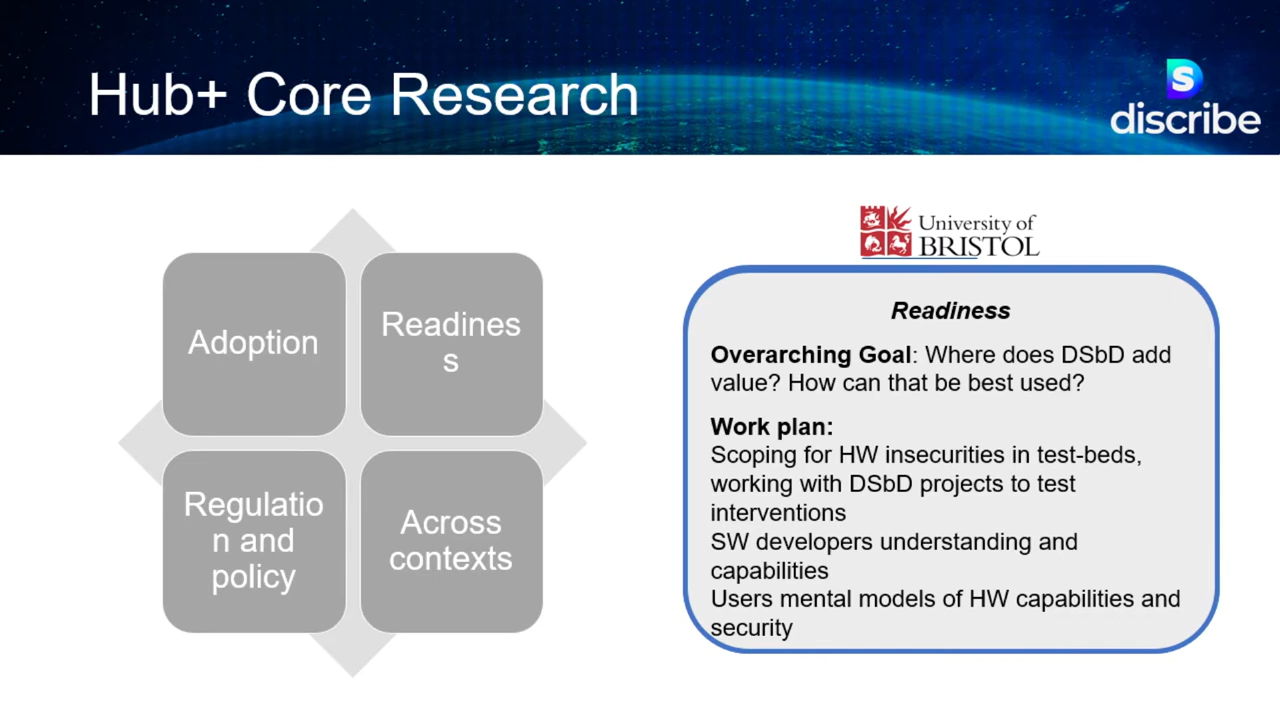 Hub+ Core Research
S
discribe
Adoption
Readines
s
Regulatio
n and
policy
Across
contexts
University of
BRISTOL
Readiness
Overarching Goal: Where does DSbD add
value? How can that be best used?
Work plan:
Scoping for HW insecurities in test-beds,
working with DSbD projects to test
interventions
SW developers understanding and
capabilities
Users mental models of HW capabilities and
security